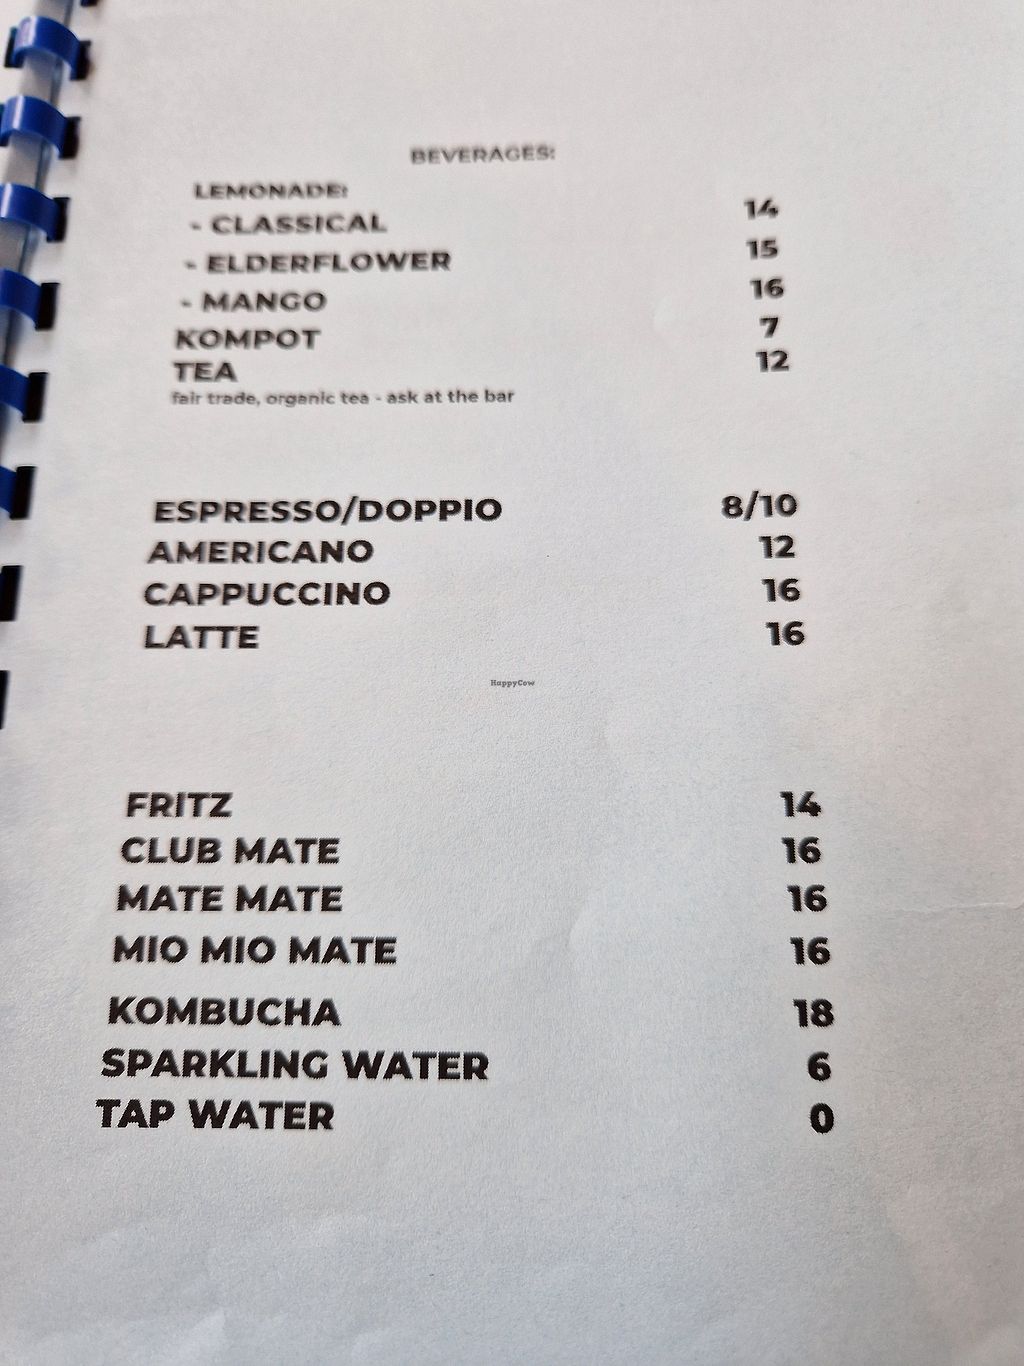 BEVERAGES:
LEMONADE:
- CLASSICAL 14
- ELDERFLOWER 15
- MANGO 16
KOMPOT 7
TEA 12
fair trade, organic tea - ask at the bar
ESPRESSO/DOPPIO 8/10
AMERICANO 12
CAPPUCCINO 16
LATTE 16
HappyCow
FRITZ 14
CLUB MATE 16
MATE MATE 16
MIO MIO MATE 16
KOMBUCHA 18
SPARKLING WATER 6
TAP WATER 0